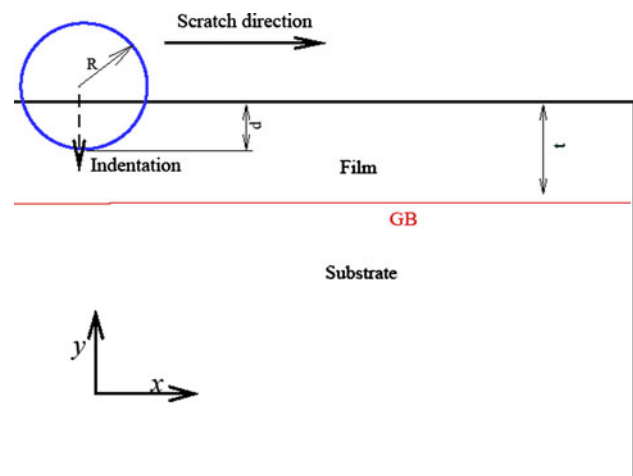 Scratch direction
R
d
t
Indentation
Film
GB
Substrate
y
x